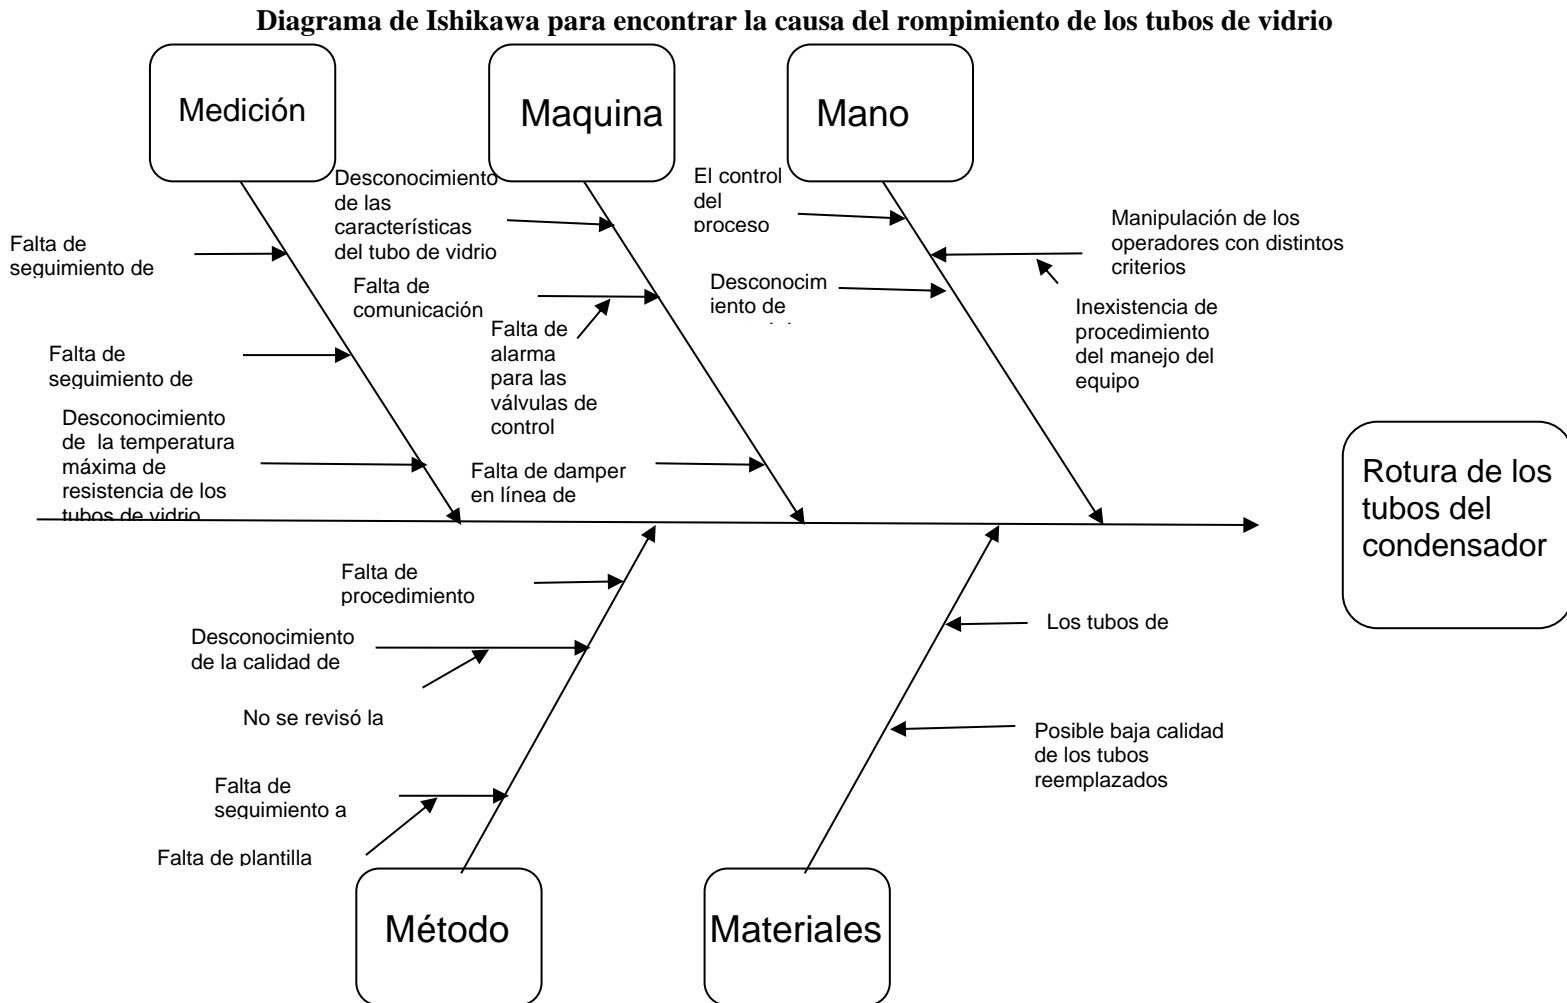 Diagrama de Ishikawa para encontrar la causa del rompimiento de los tubos de vidrio
Medición
Maquina
Mano
Falta de
seguimiento de
Falta de
seguimiento de
Desconocimiento
de la temperatura
máxima de
resistencia de los
tubos de vidrio
Desconocimiento
de las
características
del tubo de vidrio
Falta de
comunicación
Falta de
alarma
para las
válvulas de
control
Falta de damper
en línea de
El control
del
proceso
Desconocim
iento de
Manipulación de los
operadores con distintos
criterios
Inexistencia de
procedimiento
del manejo del
equipo
Rotura de los
tubos del
condensador
Falta de
procedimiento
Desconocimiento
de la calidad de
No se revisó la
Falta de
seguimiento a
Falta de plantilla
Los tubos de
Posible baja calidad
de los tubos
reemplazados
Método
Materiales